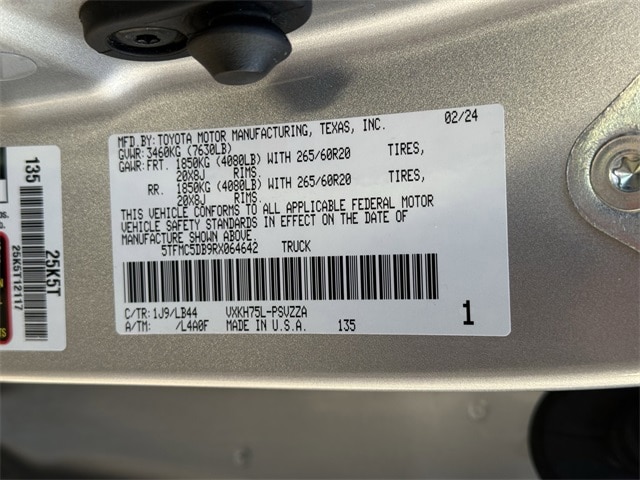 MFD.BY:TOYOTA MOTOR MANUFACTURING, TEXAS, INC. 02/24
GVWR: 3460KG (7630LB)
GAWR: FRT. 1850KG (4080LB) WITH 265/60R20 TIRES,
20X8J RIMS.
RR. 1850KG (4080LB) WITH 265/60R20 TIRES,
20X8J RIMS.
THIS VEHICLE CONFORMS TO ALL APPLICABLE FEDERAL MOTOR
VEHICLE SAFETY STANDARDS IN EFFECT ON THE DATE OF
MANUFACTURE SHOWN ABOVE.
5TFMC5DB9RX064642 TRUCK
C/TR: 1J9/LB44 VXKH75L-PSVZZA
A/TM: /L4A0F MADE IN U.S.A. 135
1
135
25K5T
25K5T12117